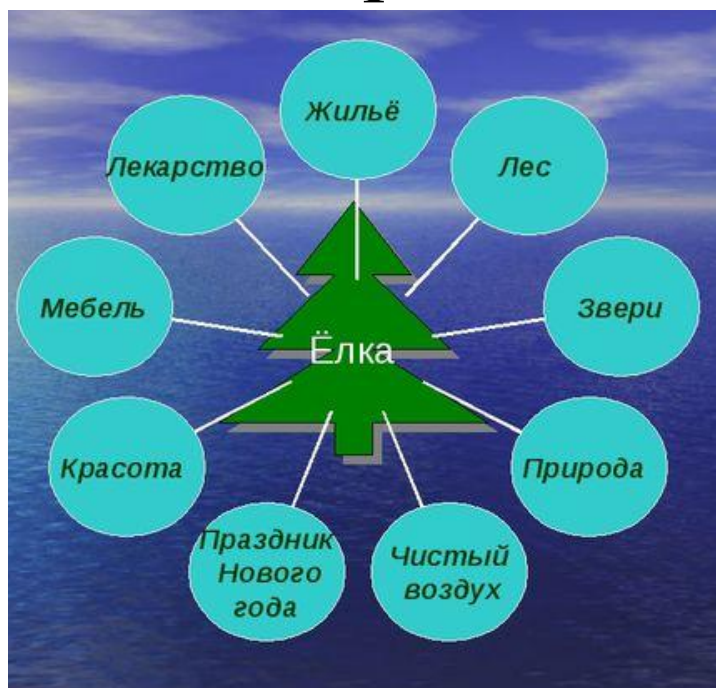 Жильё
Лекарство
Лес
Мебель
Звери
Ёлка
Красота
Природа
Праздник
Нового
года
Чистый
воздух